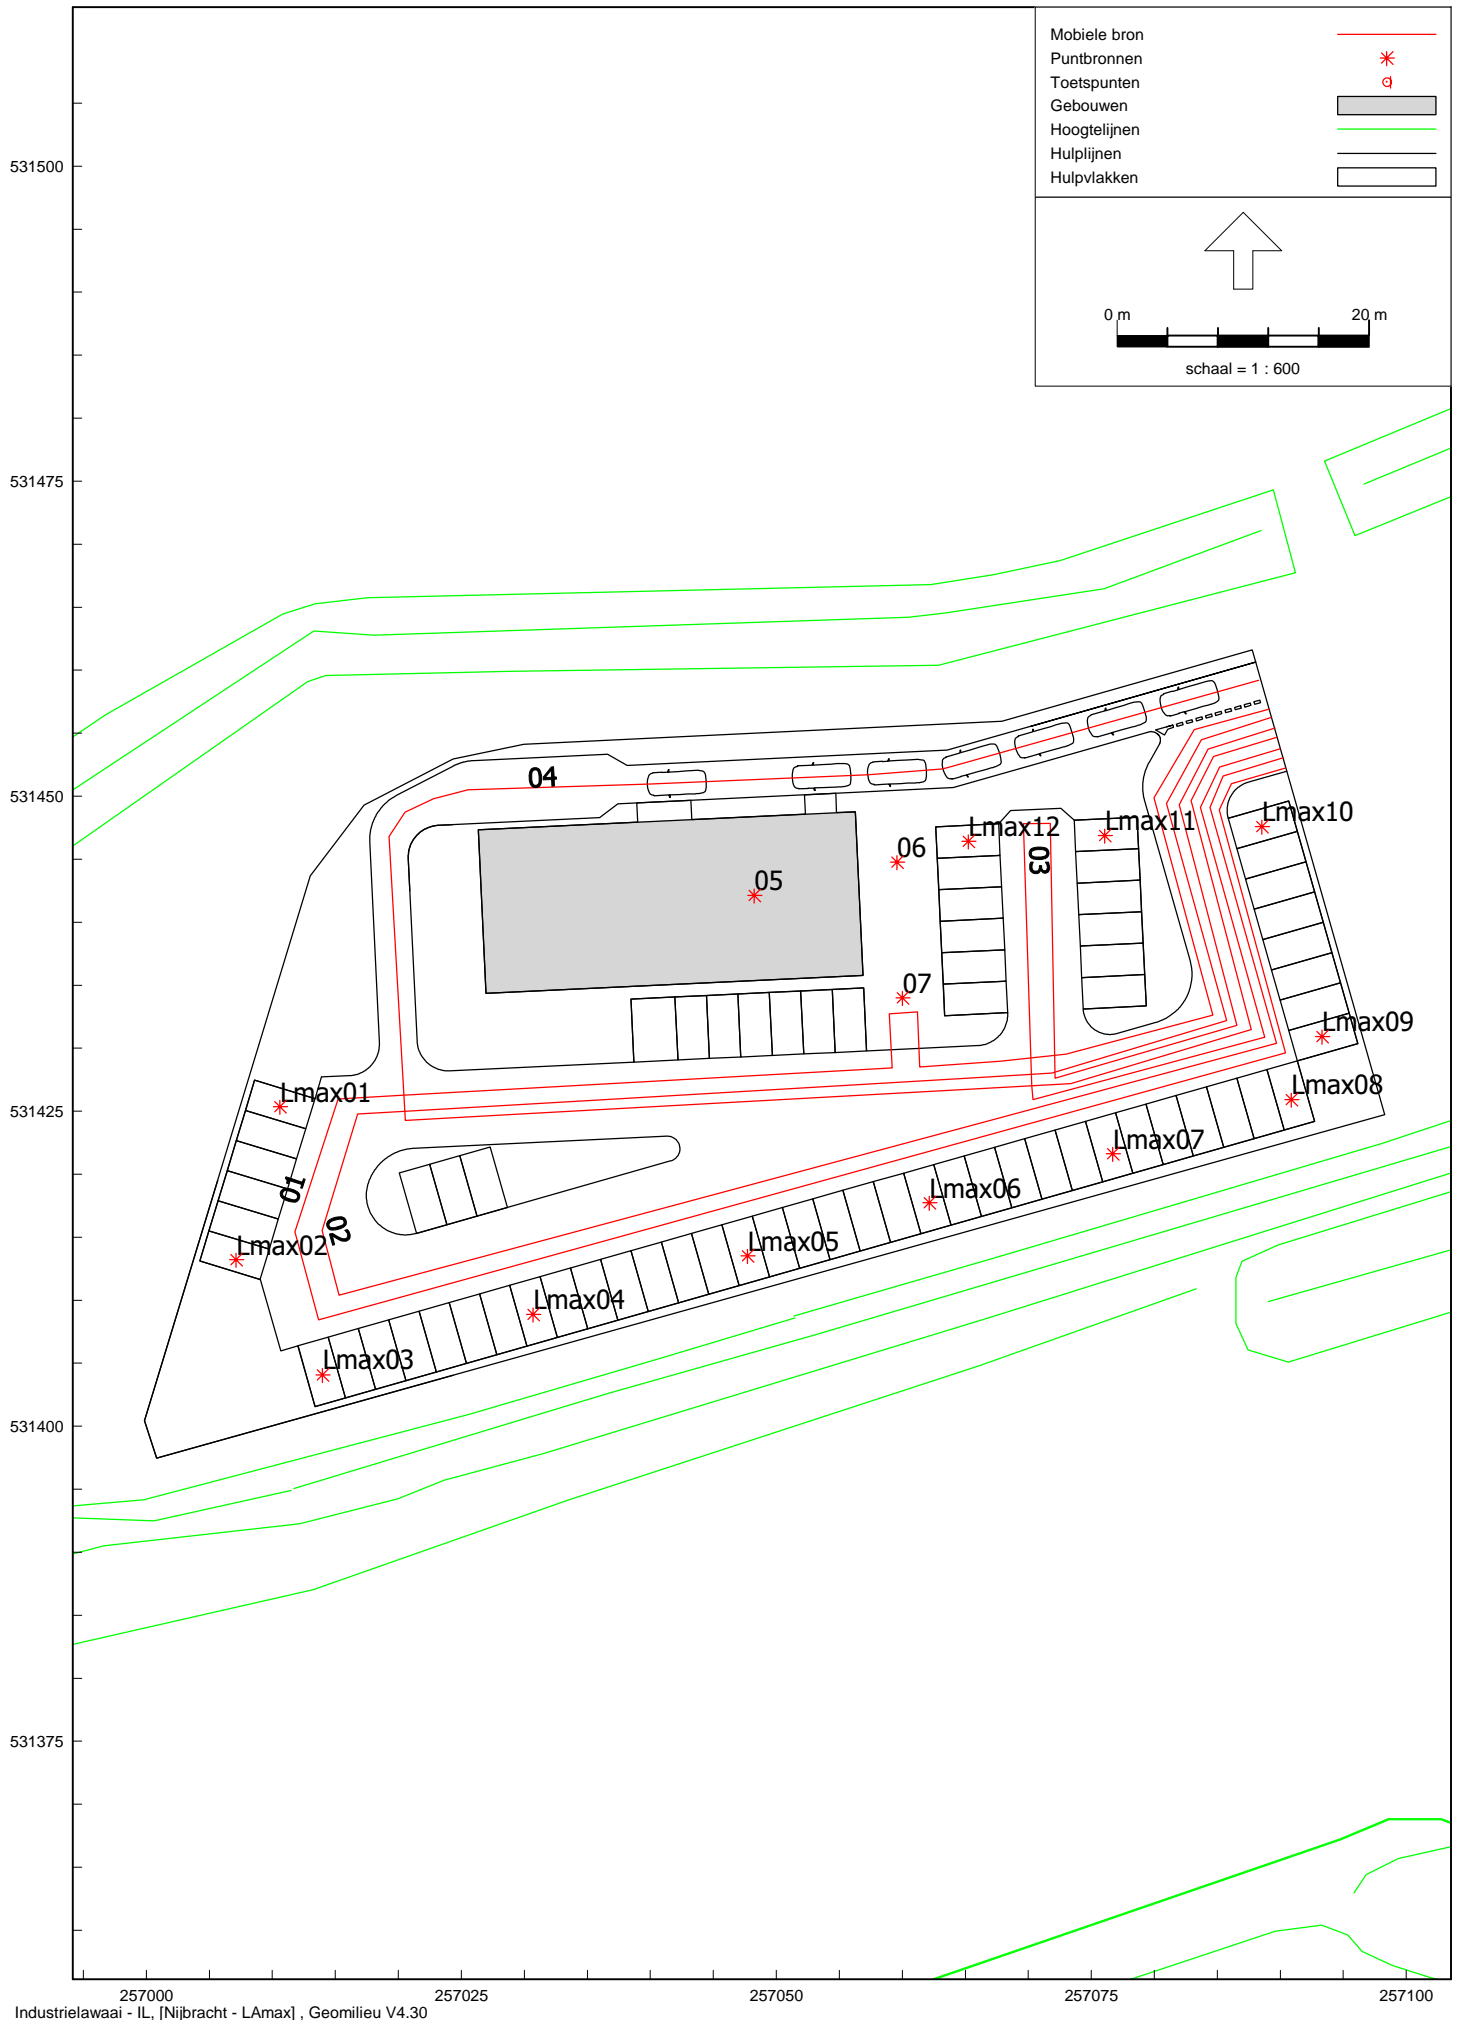 Mobiele bron
Puntbronnen
Toetspunten
Gebouwen
Hoogtelijnen
Hulplijnen
Hulpvlakken
0 m
20 m
schaal = 1 : 600
531500
531475
531450
531425
531400
531375
04
05
06
07
03
Lmax12
Lmax11
Lmax10
Lmax09
Lmax08
Lmax07
Lmax06
Lmax05
Lmax04
Lmax03
Lmax02
Lmax01
01
02
257000
257025
257050
257075
257100
Industrielawaai - IL, [Nijbracht - LAmax] , Geomilieu V4.30